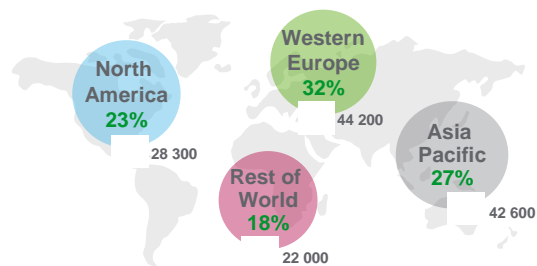 North
America
23%
28 300
Western
Europe
32%
44 200
Rest of
World
18%
22 000
Asia
Pacific
27%
42 600